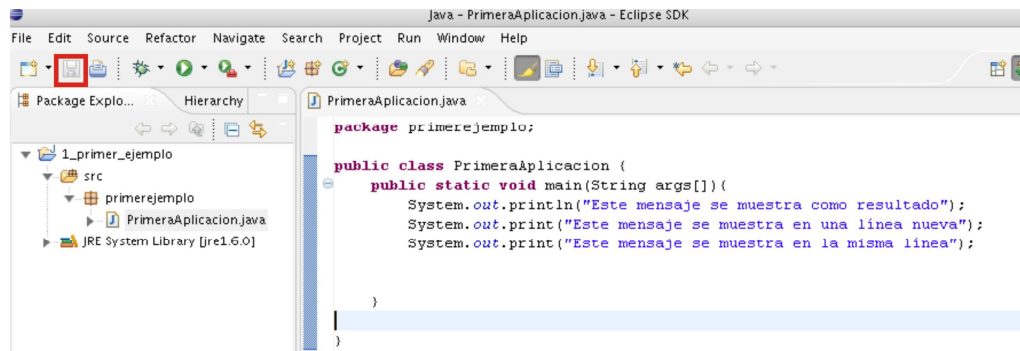 Java - PrimeraAplicacion.java - Eclipse SDK
File Edit Source Refactor Navigate Search Project Run Window Help
Package Explo... Hierarchy
PrimeraAplicacion.java
1_primer_ejemplo
src
primerejemplo
PrimeraAplicacion.java
JRE System Library [jre1.6.0]
package primerejemplo;
public class PrimeraAplicacion {
public static void main(String args[]){
System.out.println("Este mensaje se muestra como resultado");
System.out.print("Este mensaje se muestra en una línea nueva");
System.out.print("Este mensaje se muestra en la misma línea");
}
}